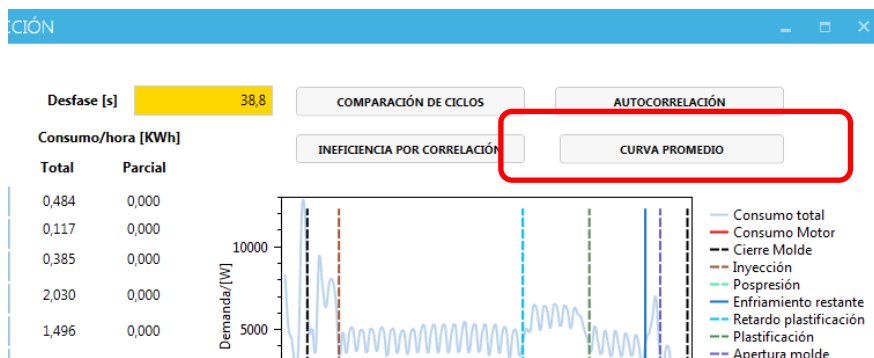 CCIÓN
Desfase [s]
38,8
COMPARACIÓN DE CICLOS
AUTOCORRELACIÓN
Consumo/hora [KWh]
INEFICIENCIA POR CORRELACIÓN
CURVA PROMEDIO
Total Parcial
0,484 0,000
0,117 0,000
0,385 0,000
2,030 0,000
1,496 0,000
Demanda/[W]
10000
5000
Consumo total
Consumo Motor
Cierre Molde
Inyección
Pospresión
Enfriamiento restante
Retardo plastificación
Plastificación
Apertura molde